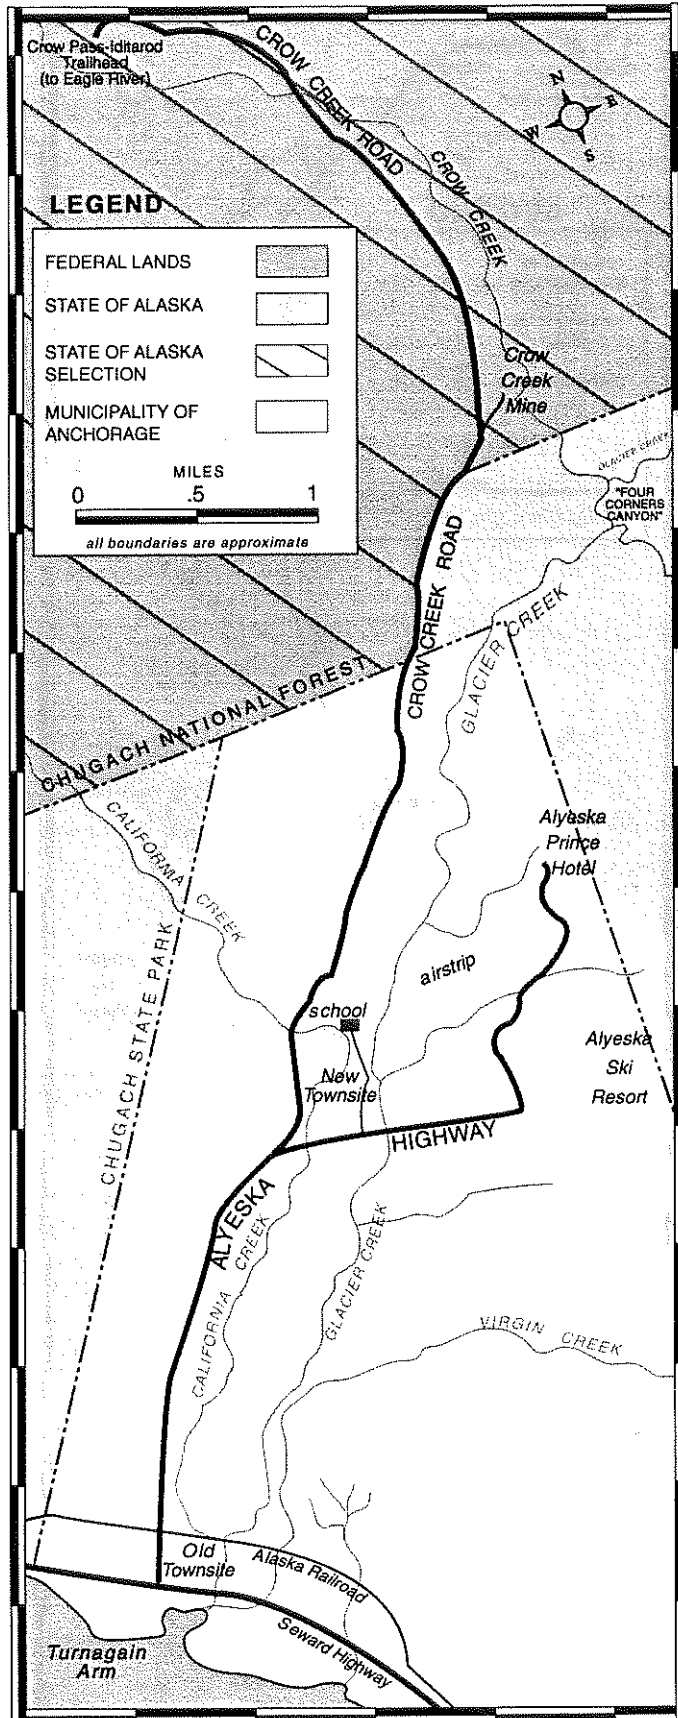 Crow Pass-Iditarod
Trailhead
(to Eagle River)
CROW CREEK ROAD
N
E
W
S
CROW CREEK
LEGEND
FEDERAL LANDS
STATE OF ALASKA
STATE OF ALASKA
SELECTION
MUNICIPALITY OF
ANCHORAGE
MILES
0 .5 1
all boundaries are approximate
Crow
Creek
Mine
GLACIER CREEK
"FOUR
CORNERS
CANYON"
CROW CREEK ROAD
GLACIER CREEK
CHUGACH NATIONAL FOREST
CALIFORNIA CREEK
Alyeska
Prince
Hotel
CHUGACH STATE PARK
airstrip
school
New
Townsite
Alyeska
Ski
Resort
ALYESKA HIGHWAY
CALIFORNIA CREEK
GLACIER CREEK
VIRGIN CREEK
Old
Townsite
Alaska Railroad
Seward Highway
Turnagain
Arm